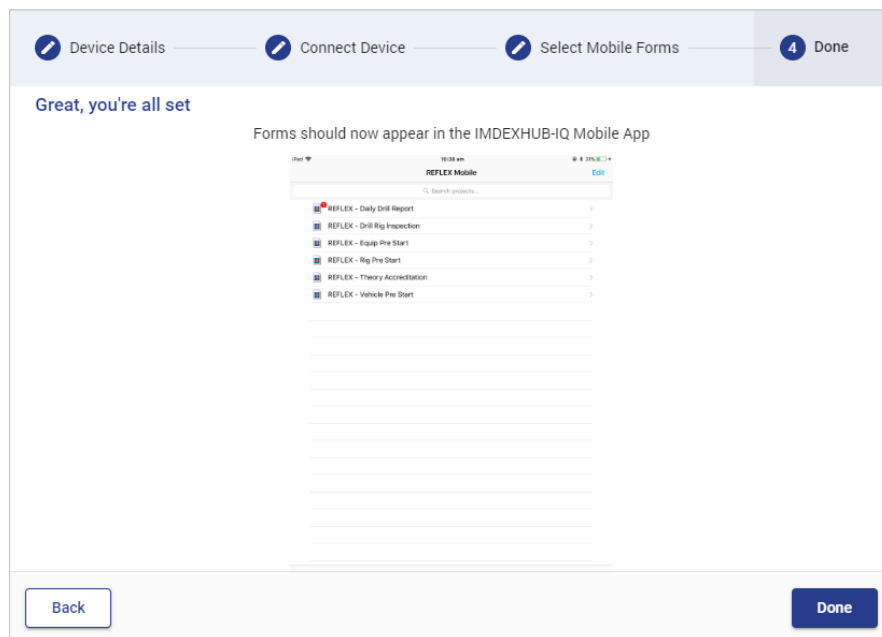 Device Details Connect Device Select Mobile Forms 4 Done
Great, you're all set
Forms should now appear in the IMDEXHUB-IQ Mobile App
iPad 10:38 am 33%
REFLEX Mobile Edit
Search projects...
1
REFLEX - Daily Drill Report
REFLEX - Drill Rig Inspection
REFLEX - Equip Pre Start
REFLEX - Rig Pre Start
REFLEX - Theory Accreditation
REFLEX - Vehicle Pre Start
Back Done